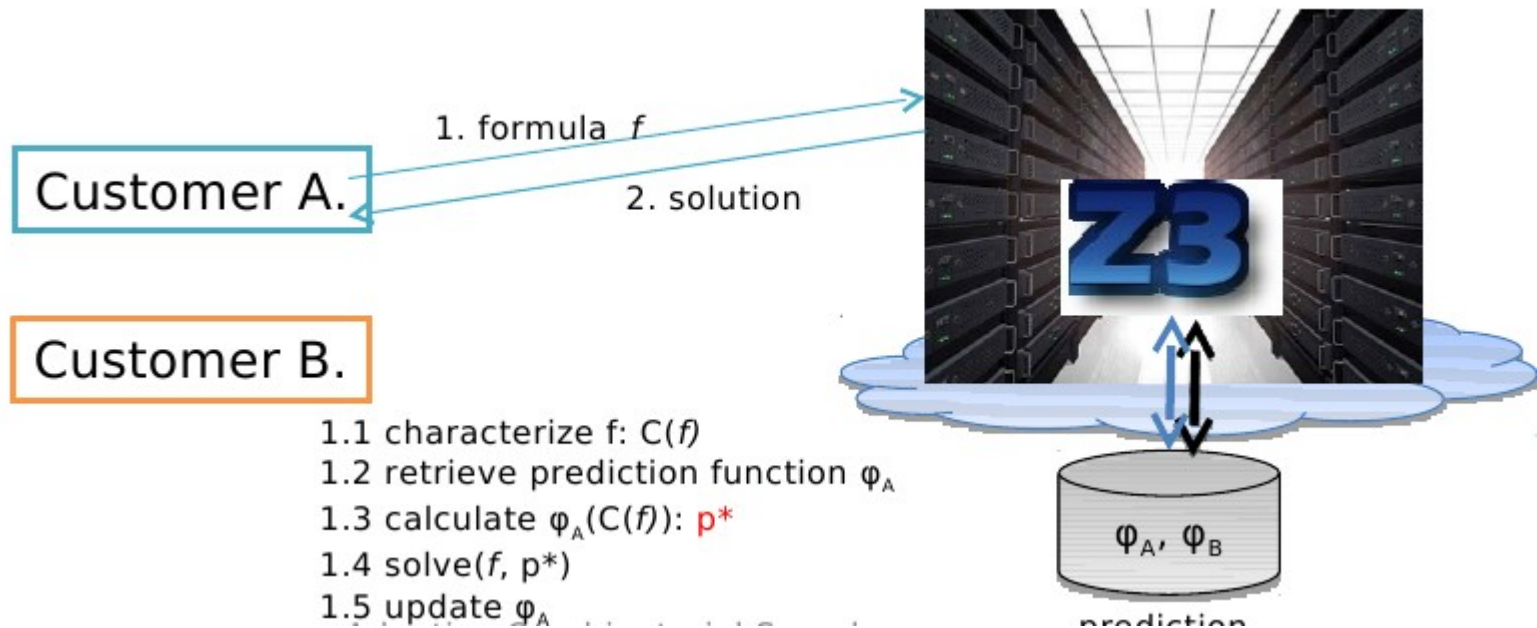 1. formula f
Customer A.
2. solution
Z3
Customer B.
1.1 characterize f: C(f)
1.2 retrieve prediction function φA
1.3 calculate φA(C(f)): p*
1.4 solve(f, p*)
1.5 update φA
φA, φB
prediction